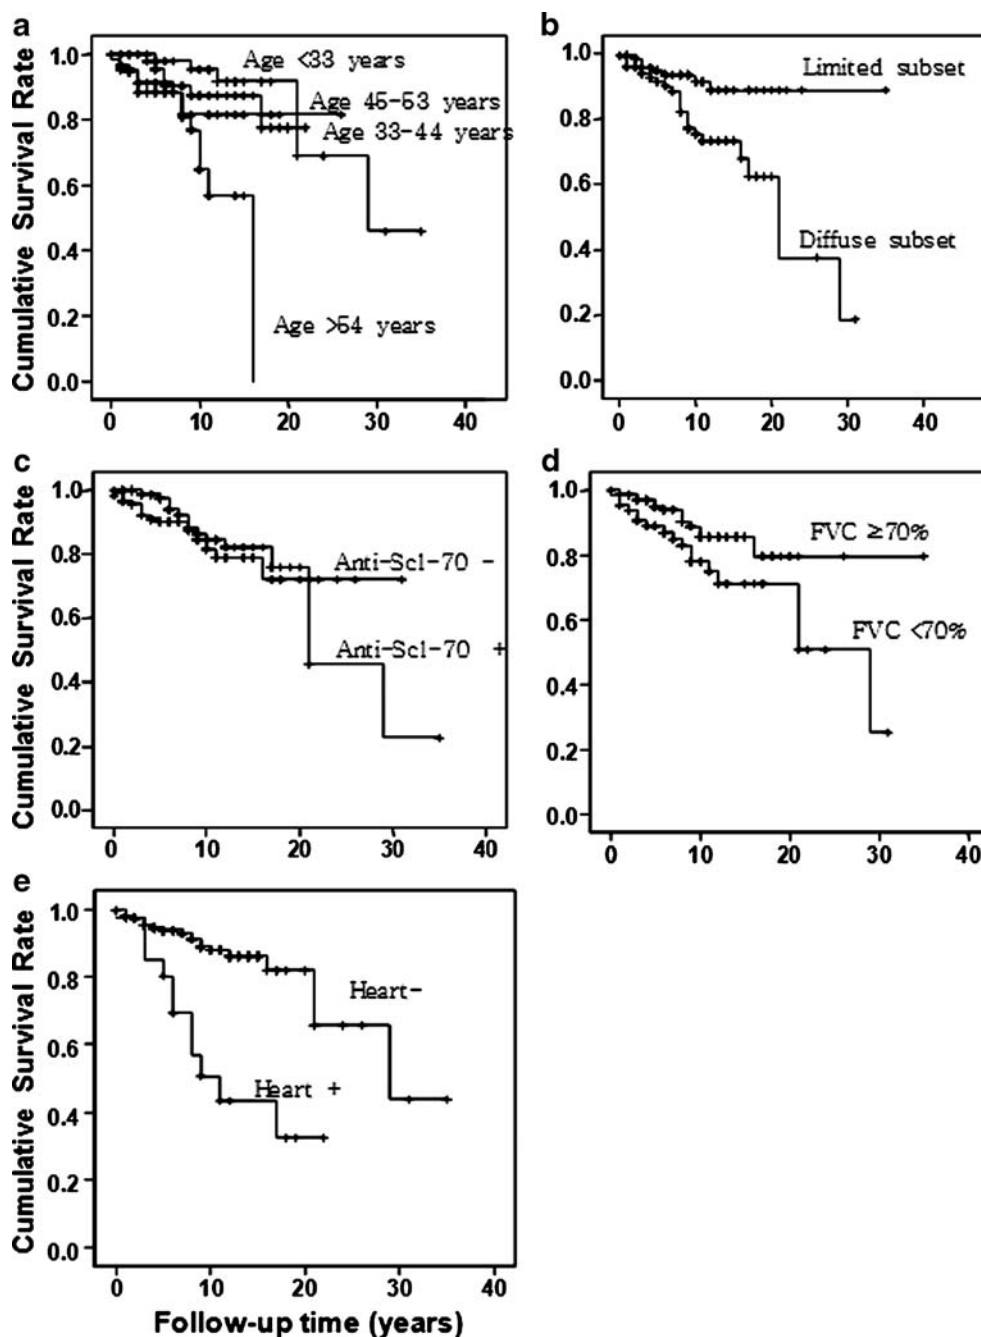 a
Cumulative Survival Rate
1.0
0.8
0.6
0.4
0.2
0.0
Age <33 years
Age 45-53 years
Age 33-44 years
Age >54 years
0 10 20 30 40
b
1.0
0.8
0.6
0.4
0.2
0.0
Limited subset
Diffuse subset
0 10 20 30 40
c
Cumulative Survival Rate
1.0
0.8
0.6
0.4
0.2
0.0
Anti-Scl-70 -
Anti-Scl-70 +
0 10 20 30 40
d
1.0
0.8
0.6
0.4
0.2
0.0
FVC ≥70%
FVC <70%
0 10 20 30 40
e
Cumulative Survival Rate
1.0
0.8
0.6
0.4
0.2
0.0
Heart-
Heart +
0 10 20 30 40
Follow-up time (years)